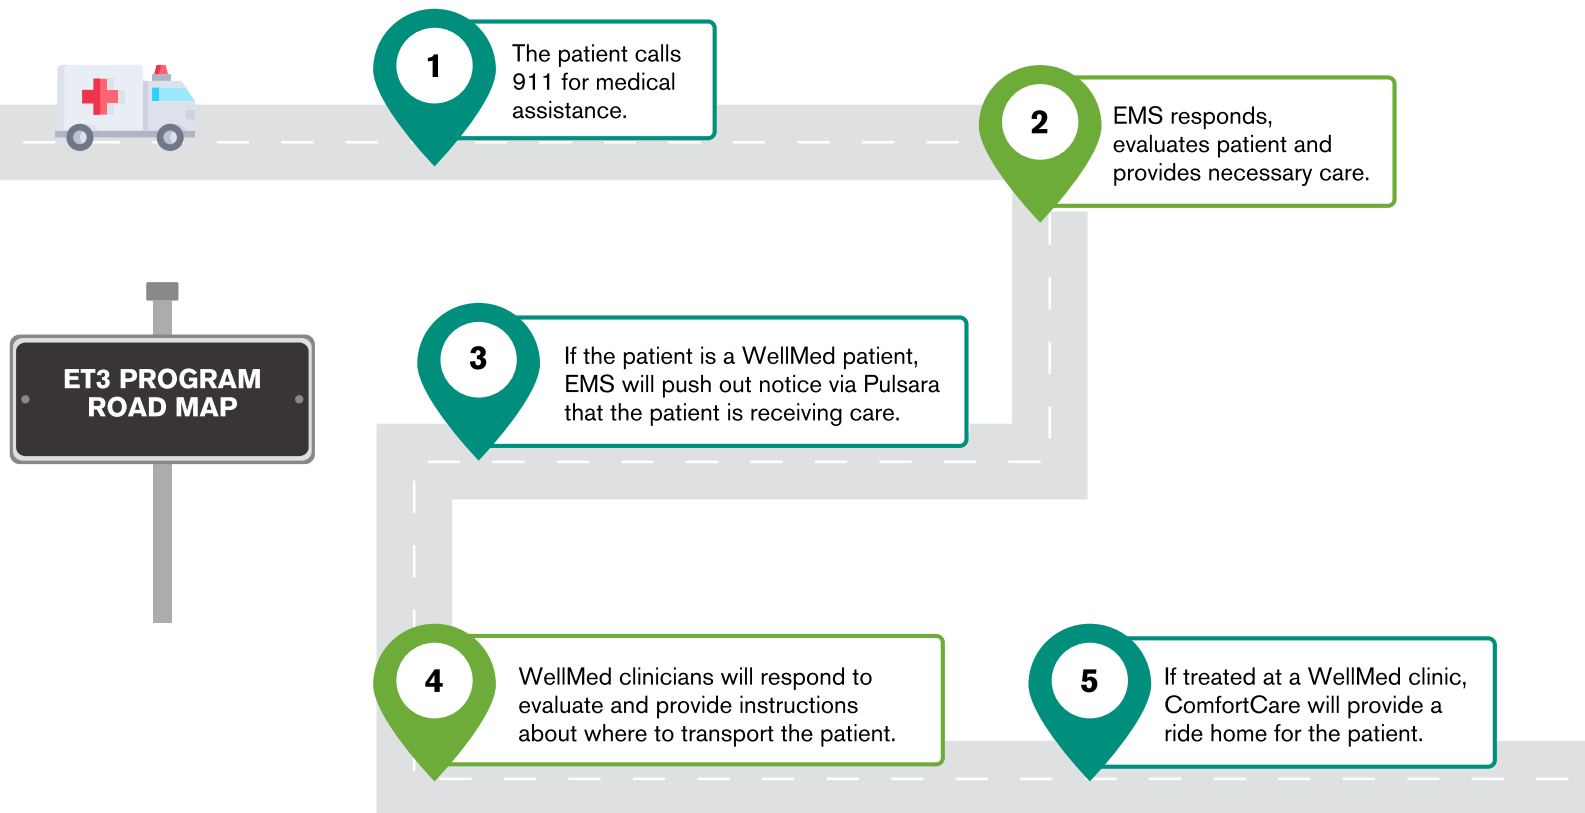 1
The patient calls
911 for medical
assistance.
2
EMS responds,
evaluates patient and
provides necessary care.
ET3 PROGRAM
ROAD MAP
3
If the patient is a WellMed patient,
EMS will push out notice via Pulsara
that the patient is receiving care.
4
WellMed clinicians will respond to
evaluate and provide instructions
about where to transport the patient.
5
If treated at a WellMed clinic,
ComfortCare will provide a
ride home for the patient.